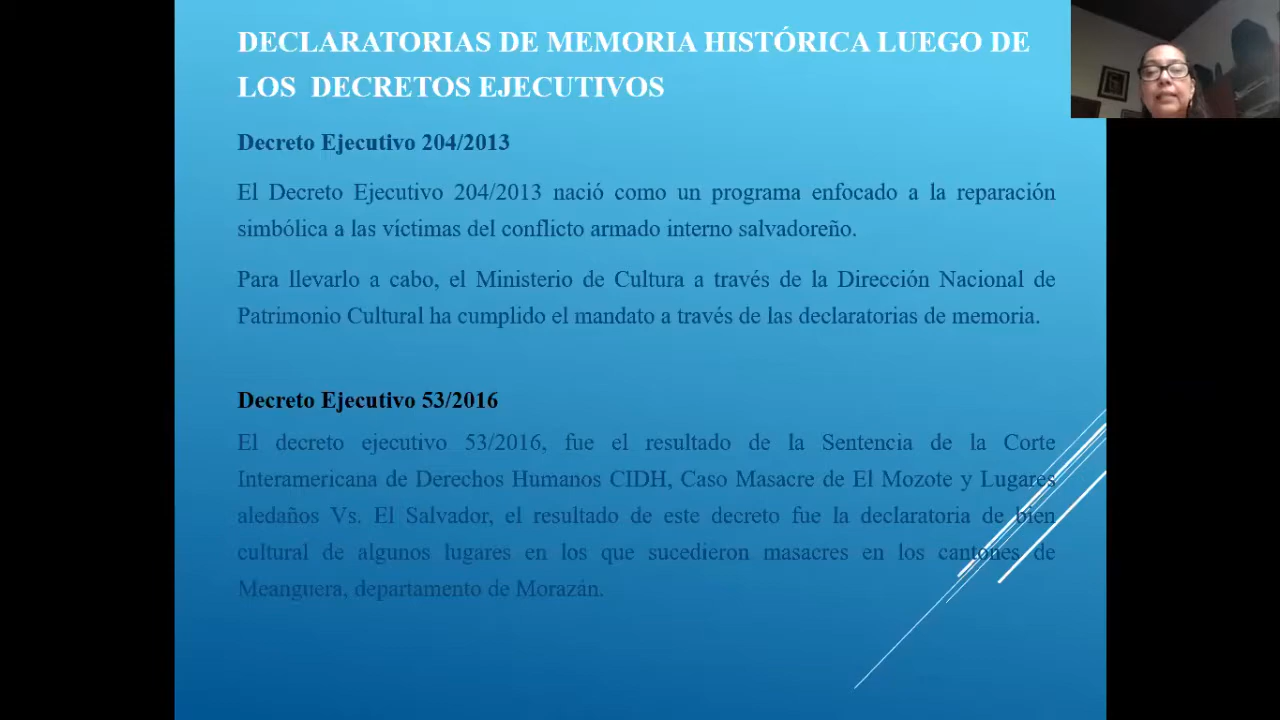 DECLARATORIAS DE MEMORIA HISTÓRICA LUEGO DE
LOS DECRETOS EJECUTIVOS
Decreto Ejecutivo 204/2013
El Decreto Ejecutivo 204/2013 nació como un programa enfocado a la reparación
simbólica a las víctimas del conflicto armado interno salvadoreño.
Para llevarlo a cabo, el Ministerio de Cultura a través de la Dirección Nacional de
Patrimonio Cultural ha cumplido el mandato a través de las declaratorias de memoria.
Decreto Ejecutivo 53/2016
El decreto ejecutivo 53/2016, fue el resultado de la Sentencia de la Corte
Interamericana de Derechos Humanos CIDH, Caso Masacre de El Mozote y Lugares
aledaños Vs. El Salvador, el resultado de este decreto fue la declaratoria de bien
cultural de algunos lugares en los que sucedieron masacres en los cantones de
Meanguera, departamento de Morazán.